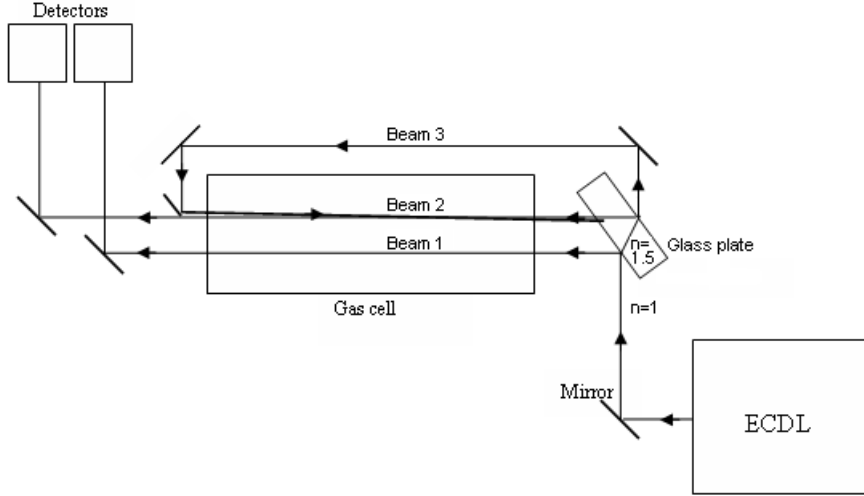 Detectors
Beam 3
Beam 2
Beam 1
n=
1.5
Glass plate
Gas cell
n=1
Mirror
ECDL